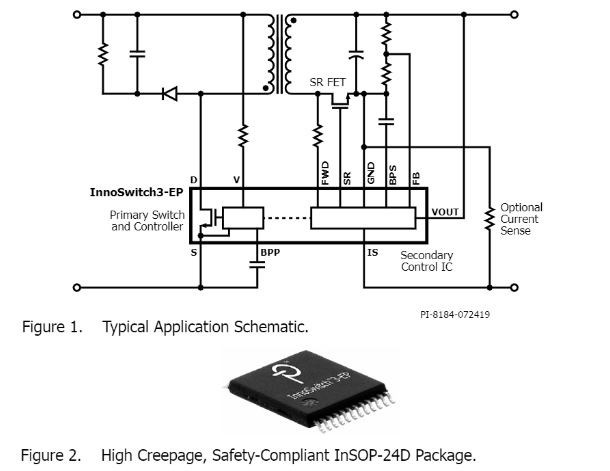 SR FET
D
V
FWD
SR
GND
BPS
FB
InnoSwitch3-EP
Primary Switch
and Controller
VOUT
Optional
Current
Sense
S
BPP
IS
Secondary
Control IC
PI-8184-072419
Figure 1. Typical Application Schematic.
InnoSwitch™3-EP
Figure 2. High Creepage, Safety-Compliant InSOP-24D Package.